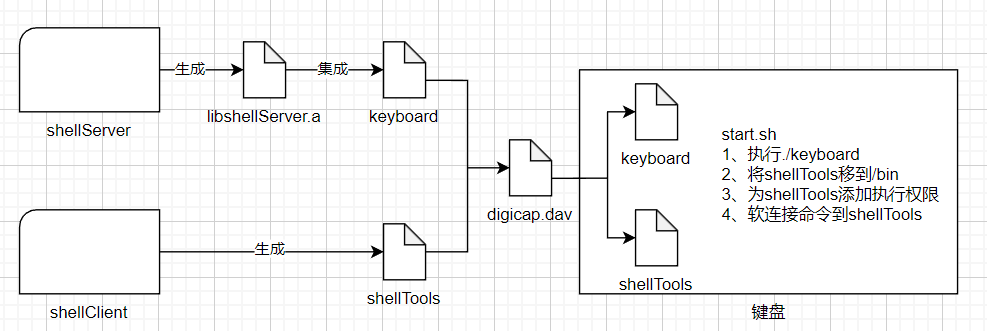 shellServer
生成
libshellServer.a
集成
keyboard
digicap.dav
shellClient
生成
shellTools
keyboard
shellTools
start.sh
1、执行./keyboard
2、将shellTools移到/bin
3、为shellTools添加执行权限
4、软连接命令到shellTools
键盘